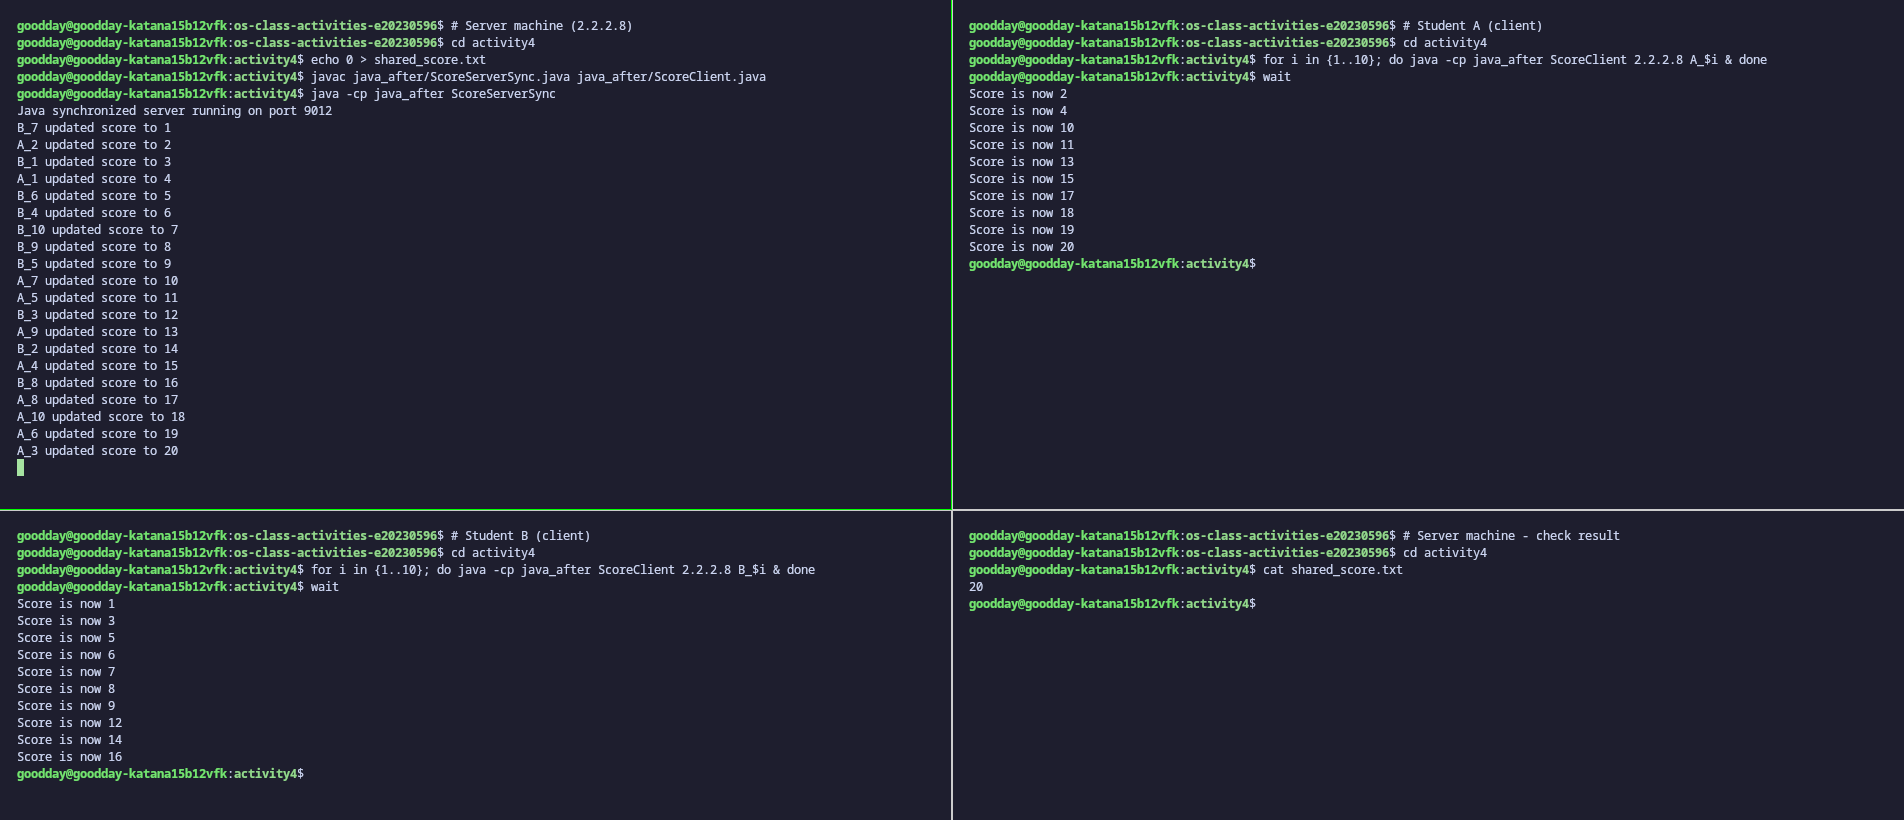 goodday@goodday-katana15b12vfk:os-class-activities-e20230596$ # Server machine (2.2.2.8)
goodday@goodday-katana15b12vfk:os-class-activities-e20230596$ cd activity4
goodday@goodday-katana15b12vfk:activity4$ echo 0 > shared_score.txt
goodday@goodday-katana15b12vfk:activity4$ javac java_after/ScoreServerSync.java java_after/ScoreClient.java
goodday@goodday-katana15b12vfk:activity4$ java -cp java_after ScoreServerSync
Java synchronized server running on port 9012
B_7 updated score to 1
A_2 updated score to 2
B_1 updated score to 3
A_1 updated score to 4
B_6 updated score to 5
B_4 updated score to 6
B_10 updated score to 7
B_9 updated score to 8
B_5 updated score to 9
A_7 updated score to 10
A_5 updated score to 11
B_3 updated score to 12
A_9 updated score to 13
B_2 updated score to 14
A_4 updated score to 15
B_8 updated score to 16
A_8 updated score to 17
A_10 updated score to 18
A_6 updated score to 19
A_3 updated score to 20
goodday@goodday-katana15b12vfk:os-class-activities-e20230596$ # Student A (client)
goodday@goodday-katana15b12vfk:os-class-activities-e20230596$ cd activity4
goodday@goodday-katana15b12vfk:activity4$ for i in {1..10}; do java -cp java_after ScoreClient 2.2.2.8 A_$i & done
goodday@goodday-katana15b12vfk:activity4$ wait
Score is now 2
Score is now 4
Score is now 10
Score is now 11
Score is now 13
Score is now 15
Score is now 17
Score is now 18
Score is now 19
Score is now 20
goodday@goodday-katana15b12vfk:activity4$
goodday@goodday-katana15b12vfk:os-class-activities-e20230596$ # Student B (client)
goodday@goodday-katana15b12vfk:os-class-activities-e20230596$ cd activity4
goodday@goodday-katana15b12vfk:activity4$ for i in {1..10}; do java -cp java_after ScoreClient 2.2.2.8 B_$i & done
goodday@goodday-katana15b12vfk:activity4$ wait
Score is now 1
Score is now 3
Score is now 5
Score is now 6
Score is now 7
Score is now 8
Score is now 9
Score is now 12
Score is now 14
Score is now 16
goodday@goodday-katana15b12vfk:activity4$
goodday@goodday-katana15b12vfk:os-class-activities-e20230596$ # Server machine - check result
goodday@goodday-katana15b12vfk:os-class-activities-e20230596$ cd activity4
goodday@goodday-katana15b12vfk:activity4$ cat shared_score.txt
20
goodday@goodday-katana15b12vfk:activity4$